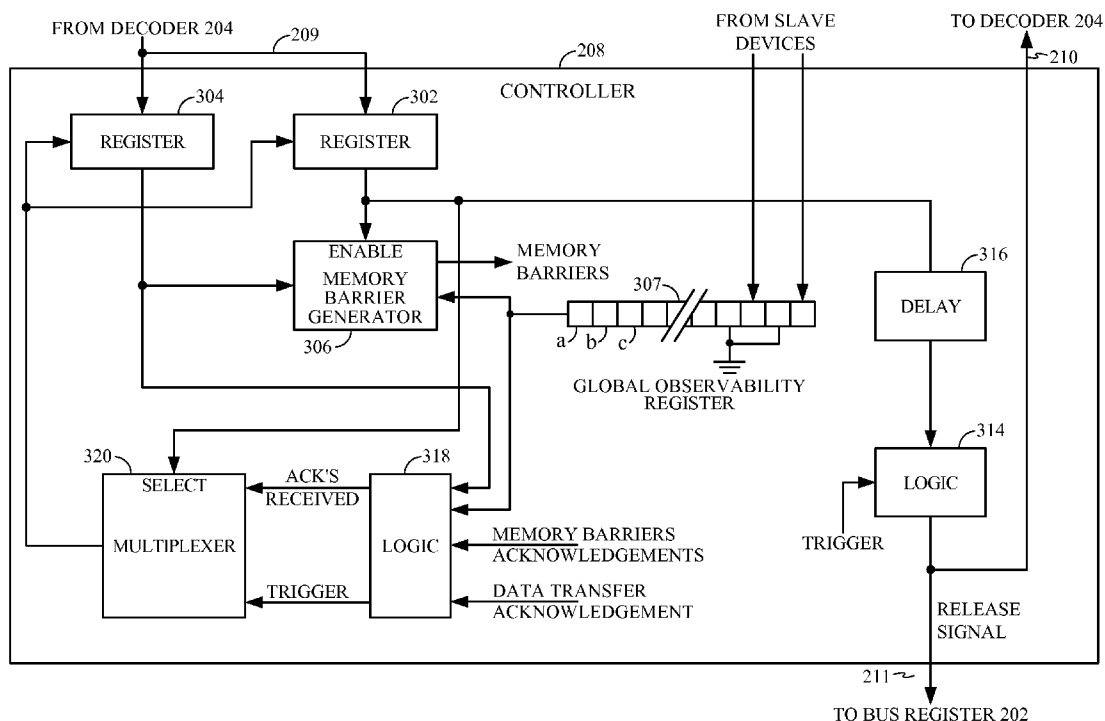 FROM DECODER 204
209
FROM SLAVE
DEVICES
TO DECODER 204
208
210
CONTROLLER
304
302
REGISTER
REGISTER
ENABLE
MEMORY
BARRIER
GENERATOR
306
MEMORY
BARRIERS
307
a b c
GLOBAL OBSERVABILITY
REGISTER
316
DELAY
320
SELECT
MULTIPLEXER
ACK'S
RECEIVED
TRIGGER
318
LOGIC
MEMORY BARRIERS
ACKNOWLEDGEMENTS
DATA TRANSFER
ACKNOWLEDGEMENT
314
LOGIC
TRIGGER
RELEASE
SIGNAL
211
TO BUS REGISTER 202